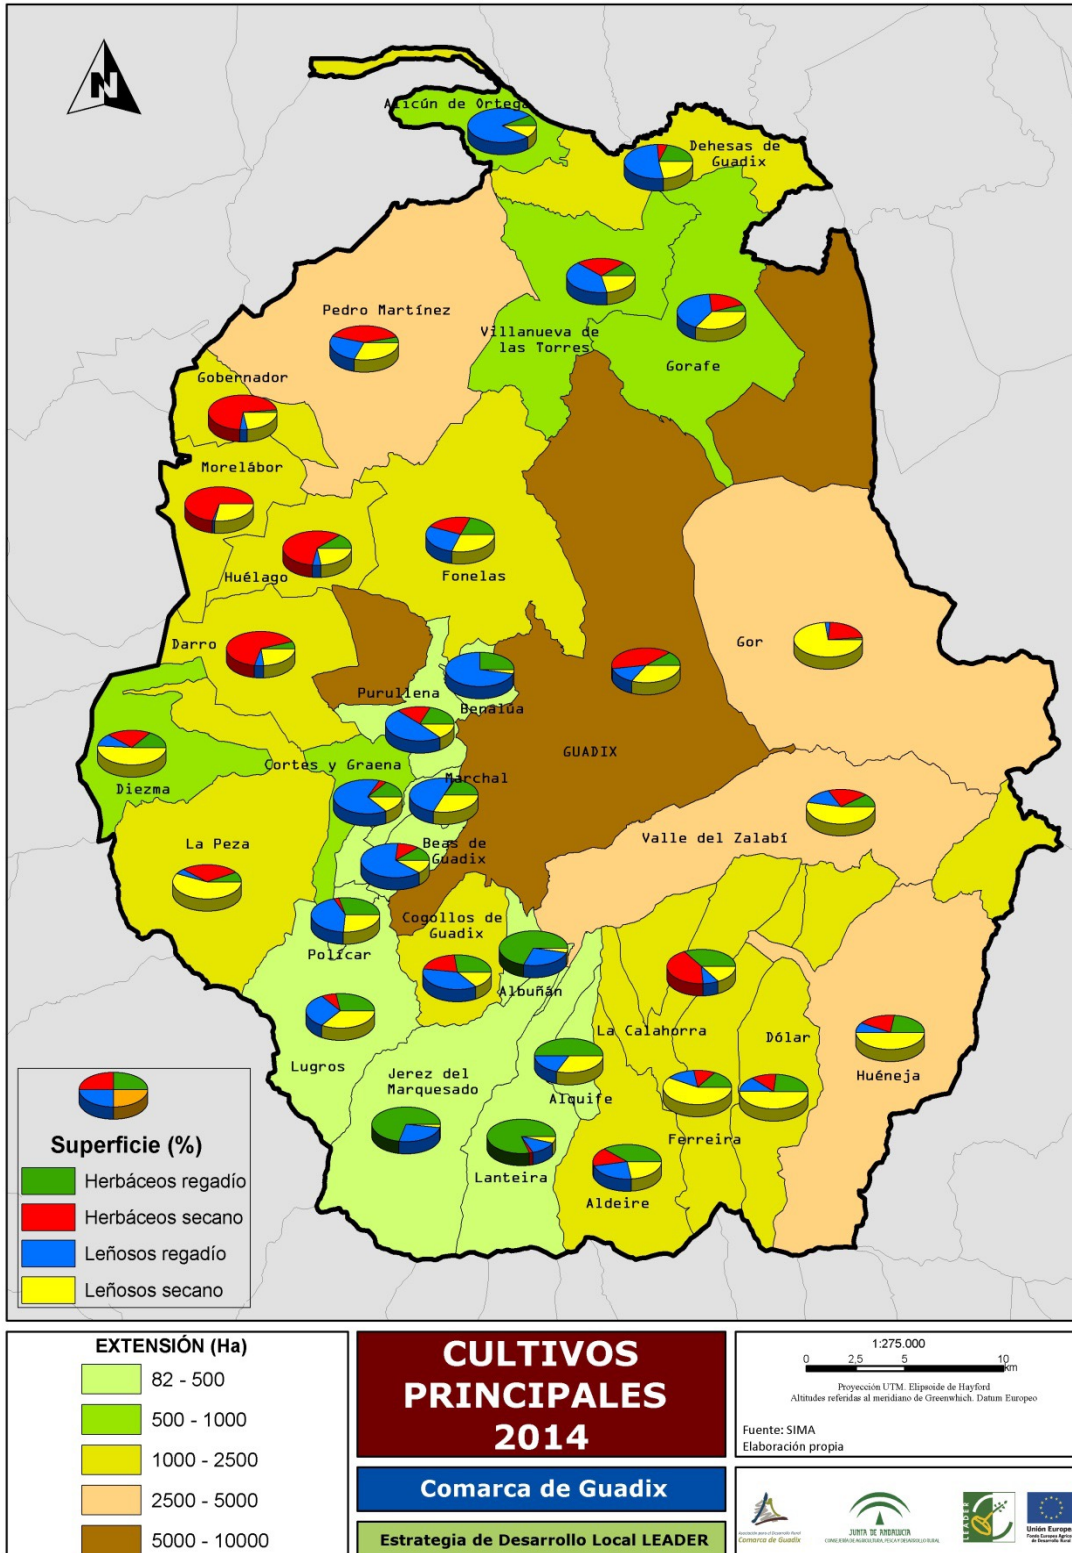 N
Alicún de Ortega
Dehesas de
Guadix
Pedro Martínez
Villanueva de
las Torres
Gorafe
Gobernador
Morelábor
Huélago
Fonelas
Darro
Gor
Purullena
Benalúa
GUADIX
Diezma
Cortes y Graena
Marchal
Beas de
Guadix
La Peza
Valle del Zalabí
Cogollos de
Guadix
Polícar
Albuñán
Lugros
La Calahorra
Dólar
Huéneja
Jerez del
Marquesado
Alquife
Lanteira
Ferreira
Aldeire
Superficie (%)
Herbáceos regadío
Herbáceos secano
Leñosos regadío
Leñosos secano
EXTENSIÓN (Ha)
82 - 500
500 - 1000
1000 - 2500
2500 - 5000
5000 - 10000
CULTIVOS
PRINCIPALES
2014
Comarca de Guadix
Estrategia de Desarrollo Local LEADER
1:275.000
0 2,5 5 10
km
Proyección UTM. Elipsoide de Hayford
Altitudes referidas al meridiano de Greenwhich. Datum Europeo
Fuente: SIMA
Elaboración propia
Comarca de Guadix
JUNTA DE ANDALUCIA
LEADER
Unión Europea